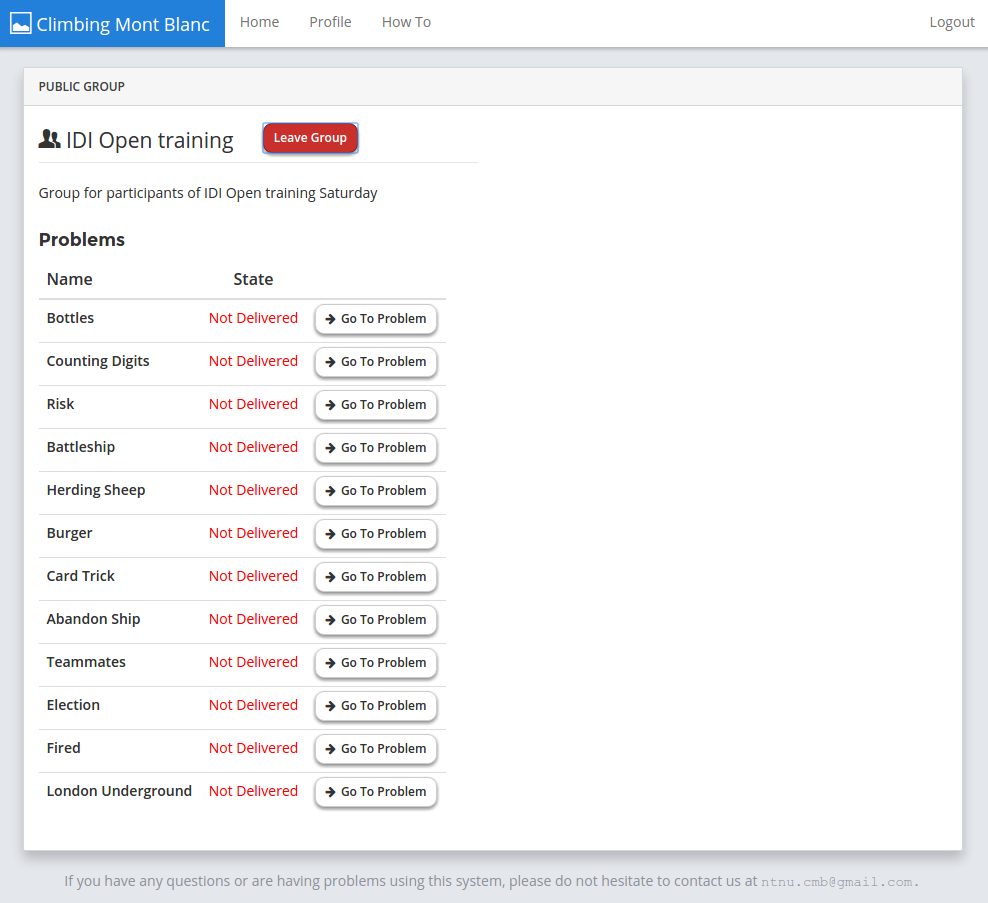 Climbing Mont Blanc Home Profile How To Logout
PUBLIC GROUP
IDI Open training Leave Group
Group for participants of IDI Open training Saturday
Problems
Name State
Bottles Not Delivered Go To Problem
Counting Digits Not Delivered Go To Problem
Risk Not Delivered Go To Problem
Battleship Not Delivered Go To Problem
Herding Sheep Not Delivered Go To Problem
Burger Not Delivered Go To Problem
Card Trick Not Delivered Go To Problem
Abandon Ship Not Delivered Go To Problem
Teammates Not Delivered Go To Problem
Election Not Delivered Go To Problem
Fired Not Delivered Go To Problem
London Underground Not Delivered Go To Problem
If you have any questions or are having problems using this system, please do not hesitate to contact us at ntnu.cmb@gmail.com.